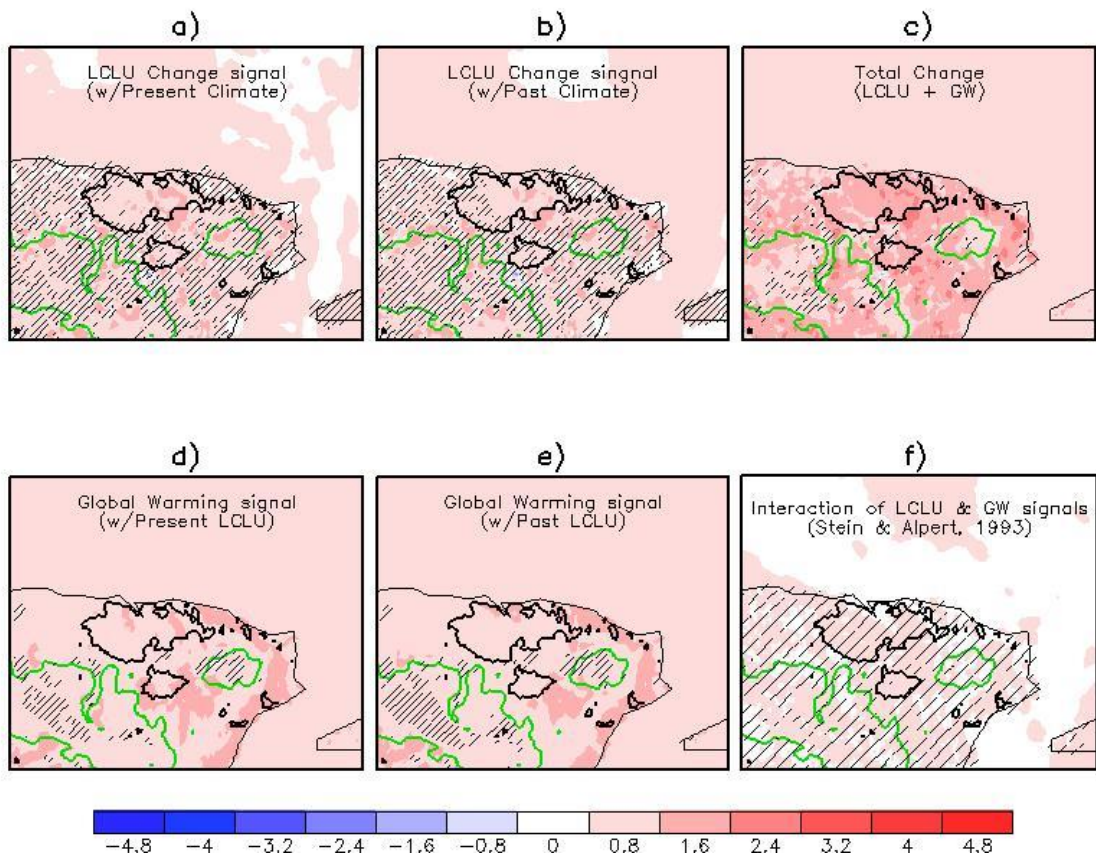 a)
LCLU Change signal
(w/Present Climate)
b)
LCLU Change singnal
(w/Past Climate)
c)
Total Change
(LCLU + GW)
d)
Global Warming signal
(w/Present LCLU)
e)
Global Warming signal
(w/Past LCLU)
f)
Interaction of LCLU & GW signals
(Stein & Alpert, 1993)
−4.8 −4 −3.2 −2.4 −1.6 −0.8 0 0.8 1.6 2.4 3.2 4 4.8